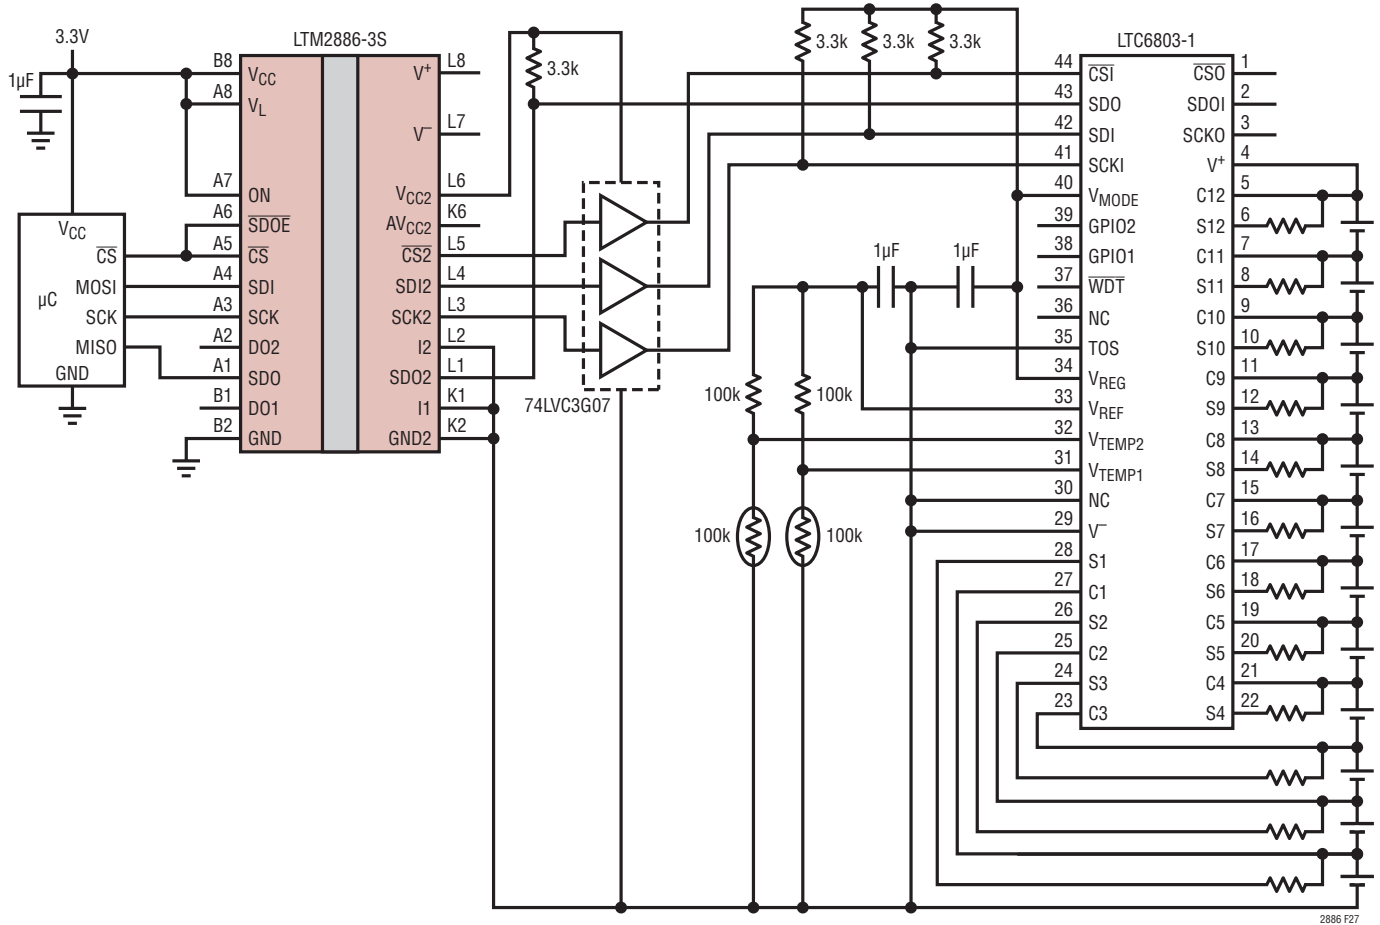 3.3V
1µF
LTM2886-3S
B8 VCC
A8 VL
A7 ON
A6 SDOE
A5 CS
A4 SDI
A3 SCK
A2 DO2
A1 SDO
B1 DO1
B2 GND
V+ L8
V– L7
VCC2 L6
AVCC2 K6
CS2 L5
SDI2 L4
SCK2 L3
I2 L2
SDO2 L1
I1 K1
GND2 K2
VCC
CS
MOSI
µC
SCK
MISO
GND
3.3k
74LVC3G07
3.3k 3.3k 3.3k
1µF 1µF
100k 100k
100k 100k
LTC6803-1
44 CSI
43 SDO
42 SDI
41 SCKI
40 VMODE
39 GPIO2
38 GPIO1
37 WDT
36 NC
35 TOS
34 VREG
33 VREF
32 VTEMP2
31 VTEMP1
30 NC
29 V–
28 S1
27 C1
26 S2
25 C2
24 S3
23 C3
CSO 1
SDOI 2
SCKO 3
V+ 4
C12 5
S12 6
C11 7
S11 8
C10 9
S10 10
C9 11
S9 12
C8 13
S8 14
C7 15
S7 16
C6 17
S6 18
C5 19
S5 20
C4 21
S4 22
2886 F27